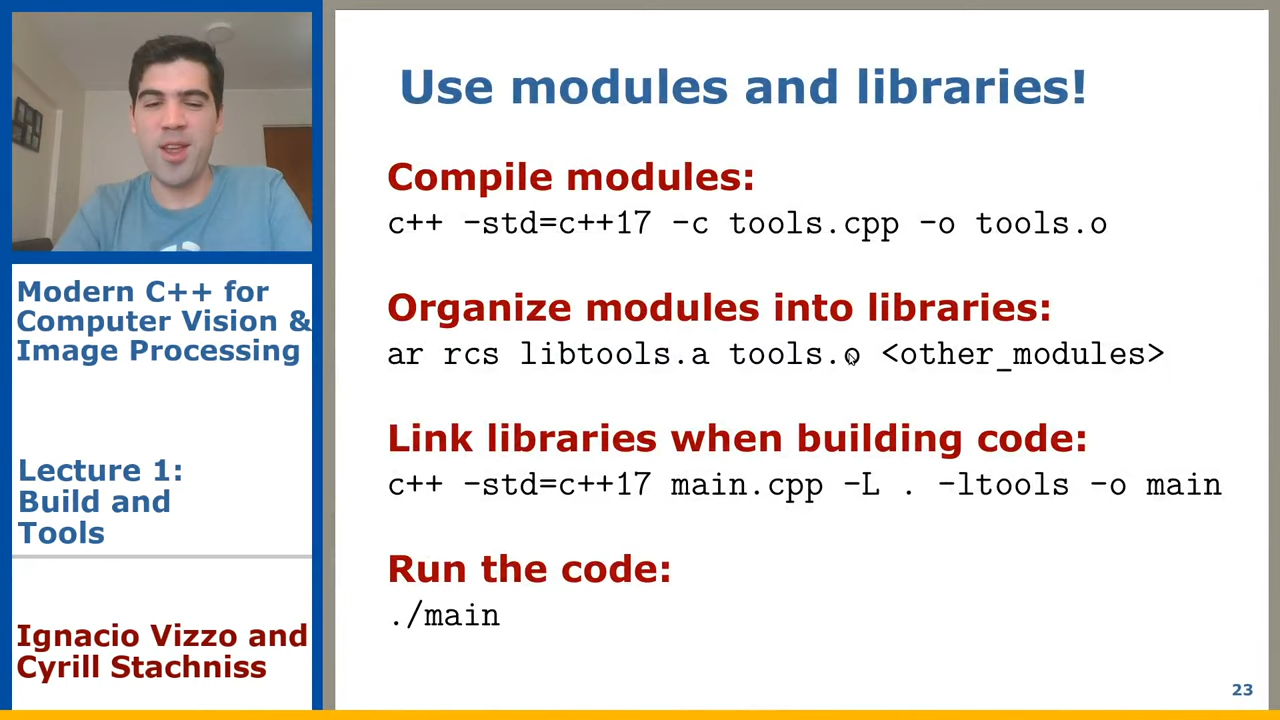 Use modules and libraries!
Compile modules:
c++ -std=c++17 -c tools.cpp -o tools.o
Organize modules into libraries:
ar rcs libtools.a tools.o <other_modules>
Link libraries when building code:
c++ -std=c++17 main.cpp -L . -ltools -o main
Run the code:
./main
23
Modern C++ for
Computer Vision &
Image Processing
Lecture 1:
Build and
Tools
Ignacio Vizzo and
Cyrill Stachniss